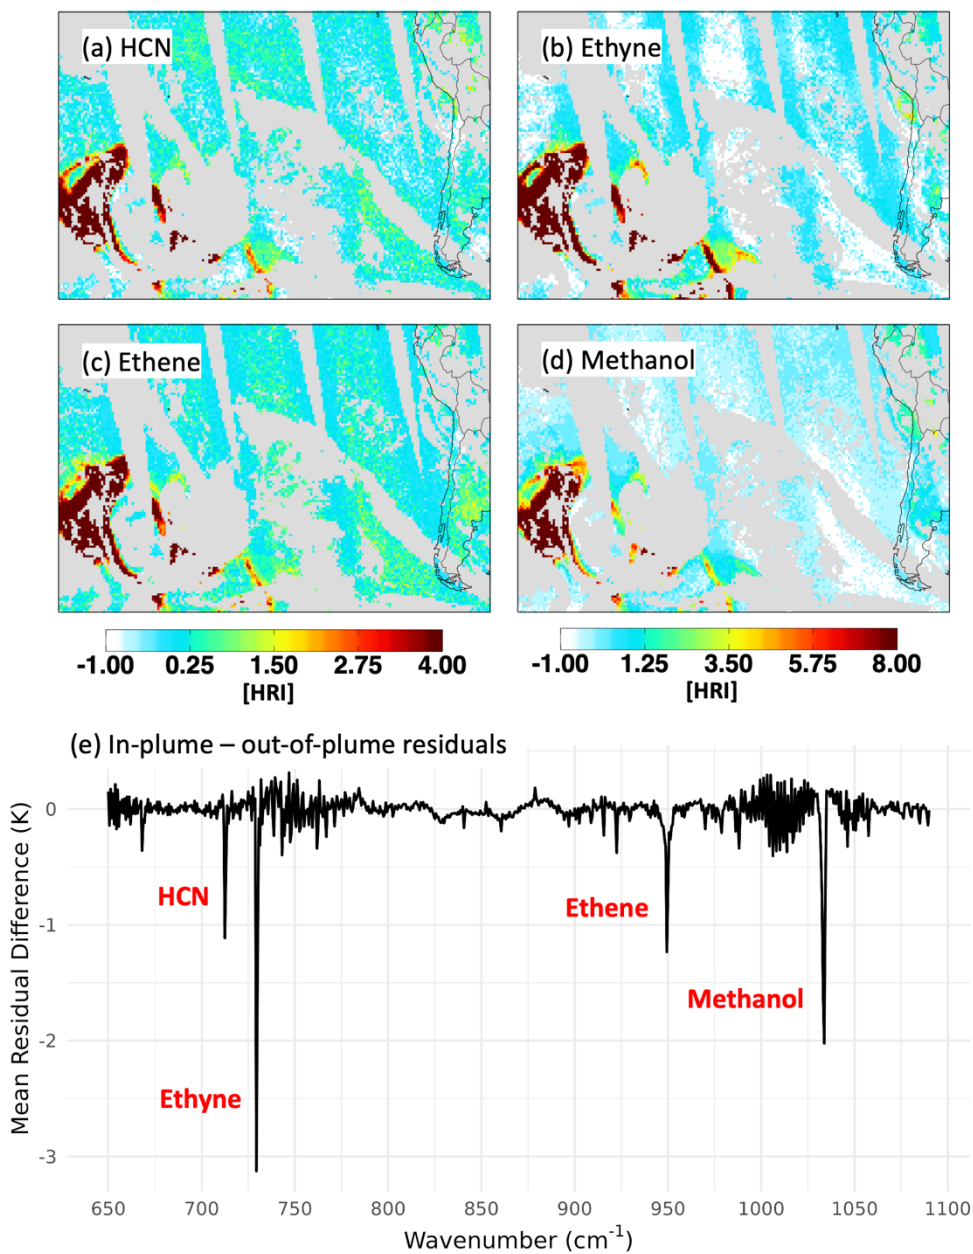 (a) HCN
(b) Ethyne
(c) Ethene
(d) Methanol
-1.00 0.25 1.50 2.75 4.00
[HRI]
-1.00 1.25 3.50 5.75 8.00
[HRI]
(e) In-plume – out-of-plume residuals
Mean Residual Difference (K)
0
-1
-2
-3
HCN
Ethene
Methanol
Ethyne
650 700 750 800 850 900 950 1000 1050 1100
Wavenumber (cm-1)